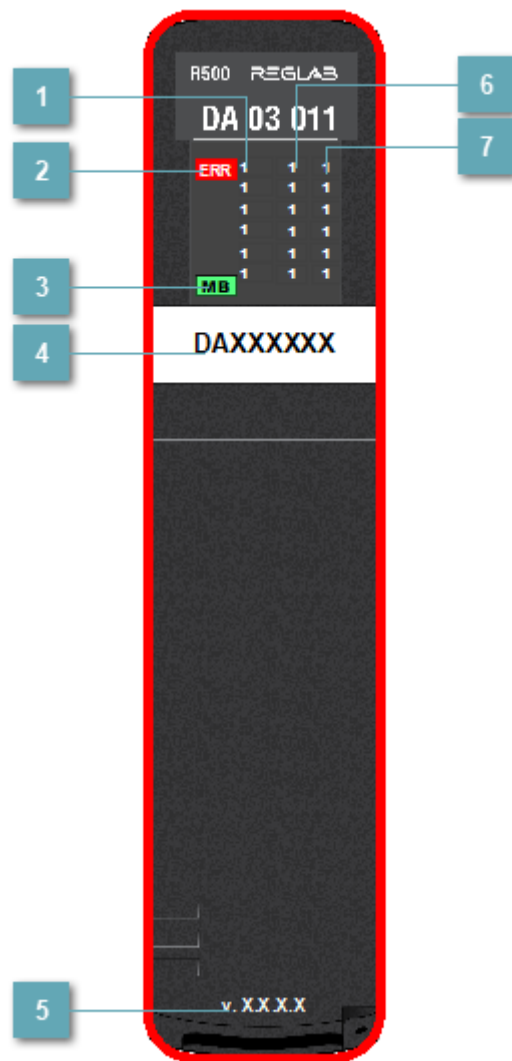 R500 REGLAB
DA 03 011
1
6
7
2
ERR 1 1 1
1 1 1
1 1 1
1 1 1
1 1 1
1 1 1
3
MB
4
DAXXXXXX
5
v. X.X.X.X